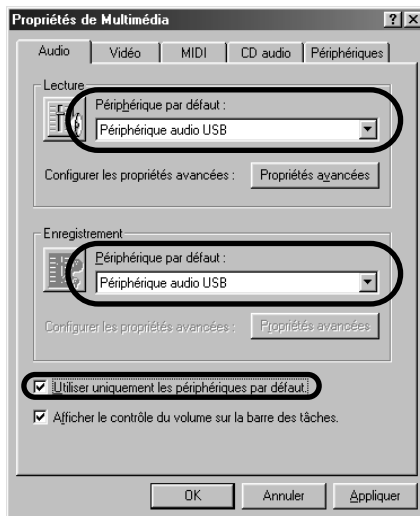 Propriétés de Multimédia
Audio Vidéo MIDI CD audio Périphériques
Lecture
Périphérique par défaut :
Périphérique audio USB
Configurer les propriétés avancées : Propriétés avancées
Enregistrement
Périphérique par défaut :
Périphérique audio USB
Configurer les propriétés avancées : Propriétés avancées
Utiliser uniquement les périphériques par défaut.
Afficher le contrôle du volume sur la barre des tâches.
OK Annuler Appliquer